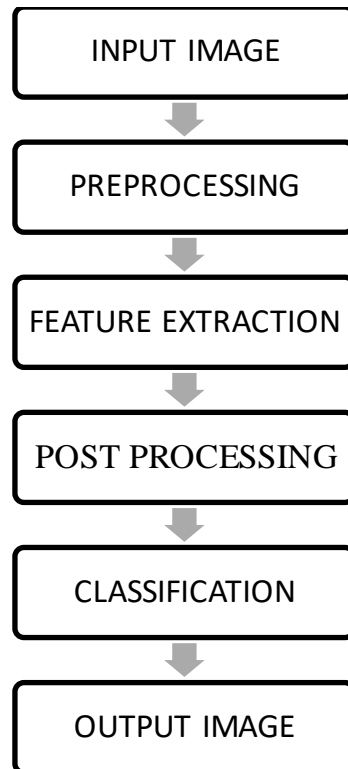 INPUT IMAGE
PREPROCESSING
FEATURE EXTRACTION
POST PROCESSING
CLASSIFICATION
OUTPUT IMAGE